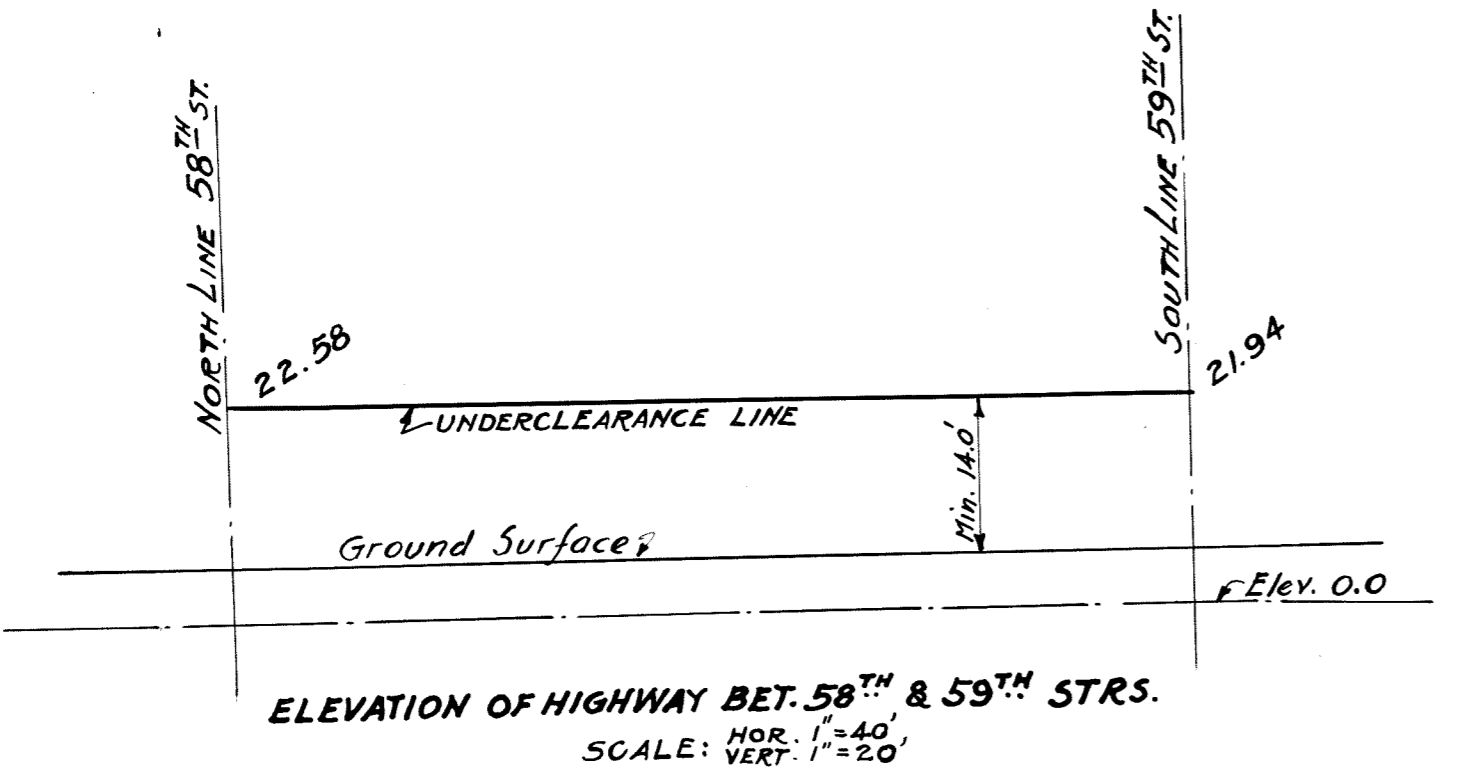 NORTH LINE 58TH ST.
SOUTH LINE 59TH ST.
22.58
21.94
UNDERCLEARANCE LINE
Min. 14.0'
Ground Surface
Elev. 0.0
ELEVATION OF HIGHWAY BET. 58TH & 59TH STRS.
SCALE: HOR. 1"=40'
VERT. 1"=20'